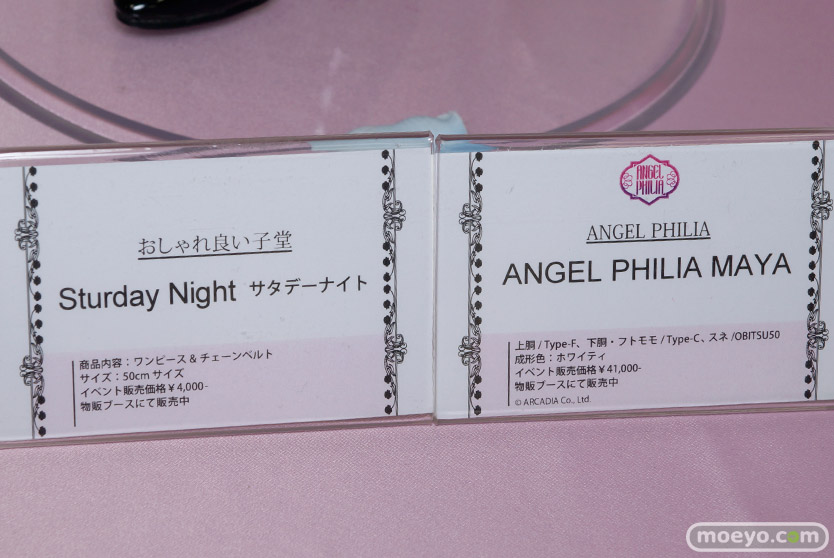 おしゃれ良い子堂
Sturday Night サタデーナイト
商品内容：ワンピース＆チェーンベルト
サイズ：50cm サイズ
イベント販売価格￥4,000-
物販ブースにて販売中
ANGEL
PHILIA
ANGEL PHILIA
ANGEL PHILIA MAYA
上胴/Type-F、下胴・フトモモ/Type-C、スネ/OBITSU50
成形色：ホワイティ
イベント販売価格￥41,000-
物販ブースにて販売中
© ARCADIA Co., Ltd.
moeyo.com